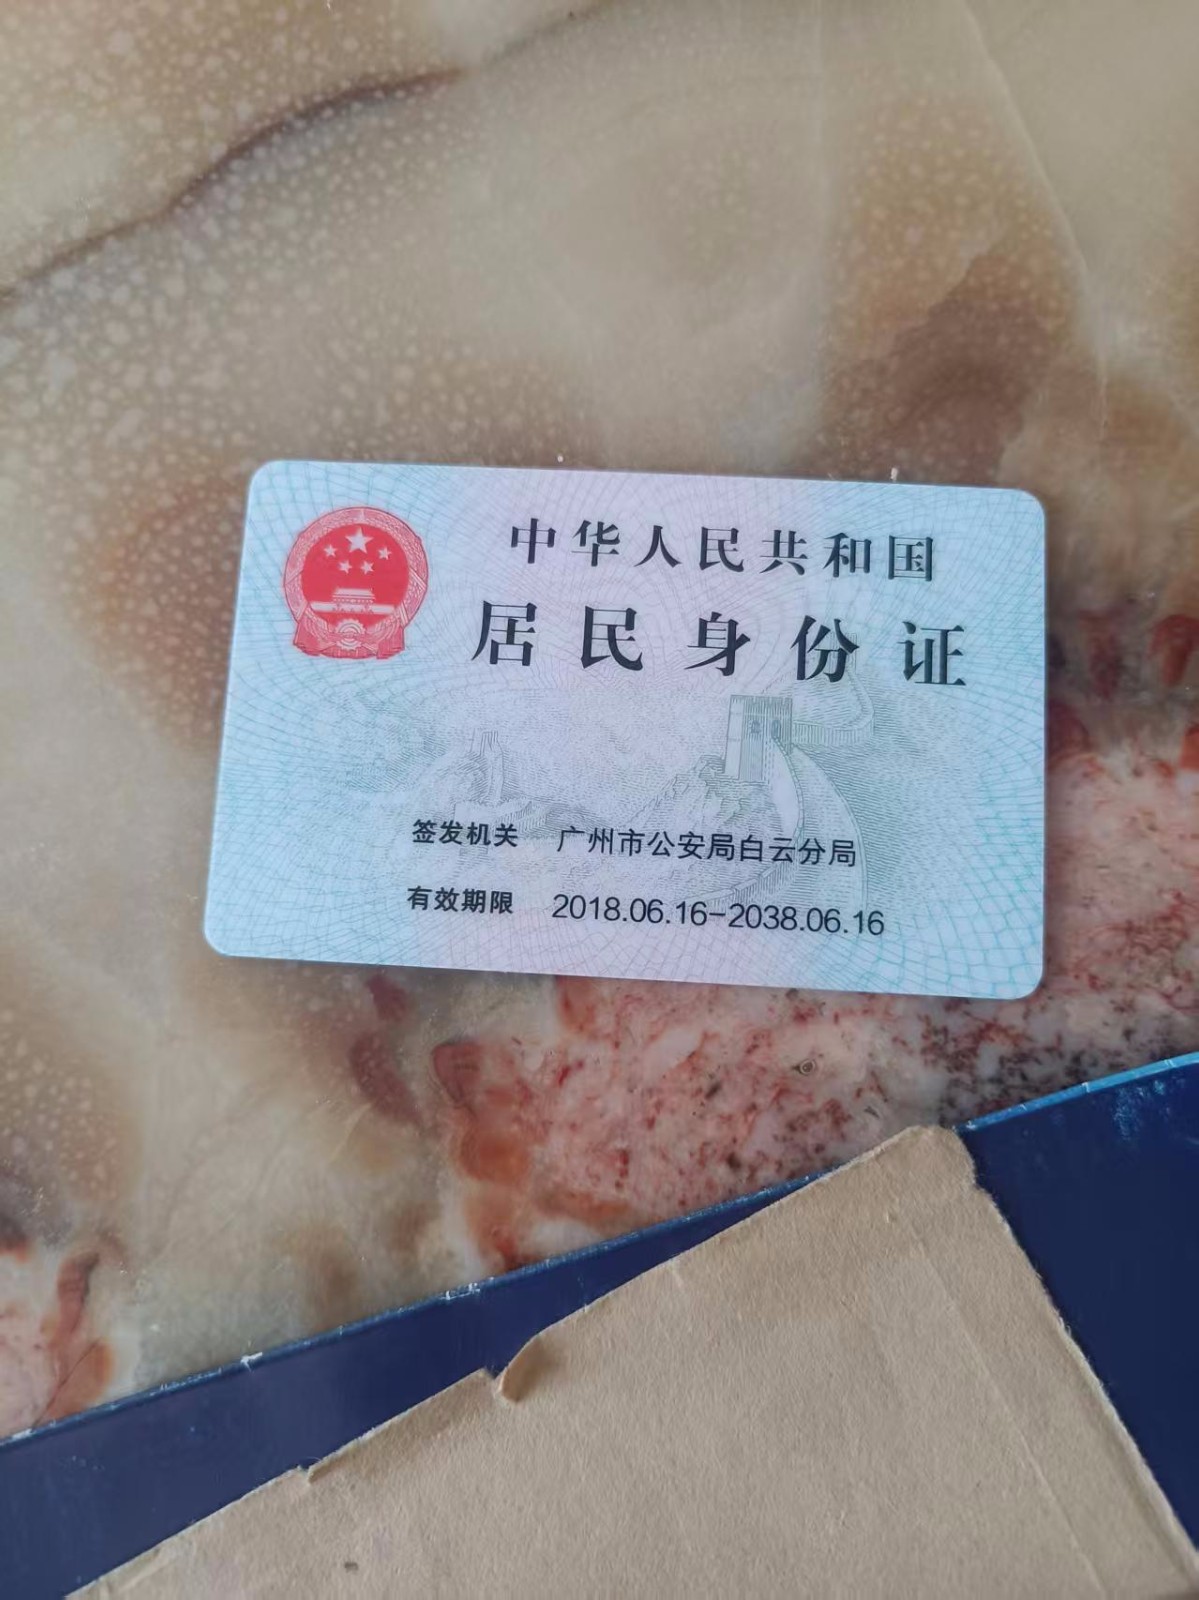 中华人民共和国
居民身份证
签发机关 广州市公安局白云分局
有效期限 2018.06.16-2038.06.16